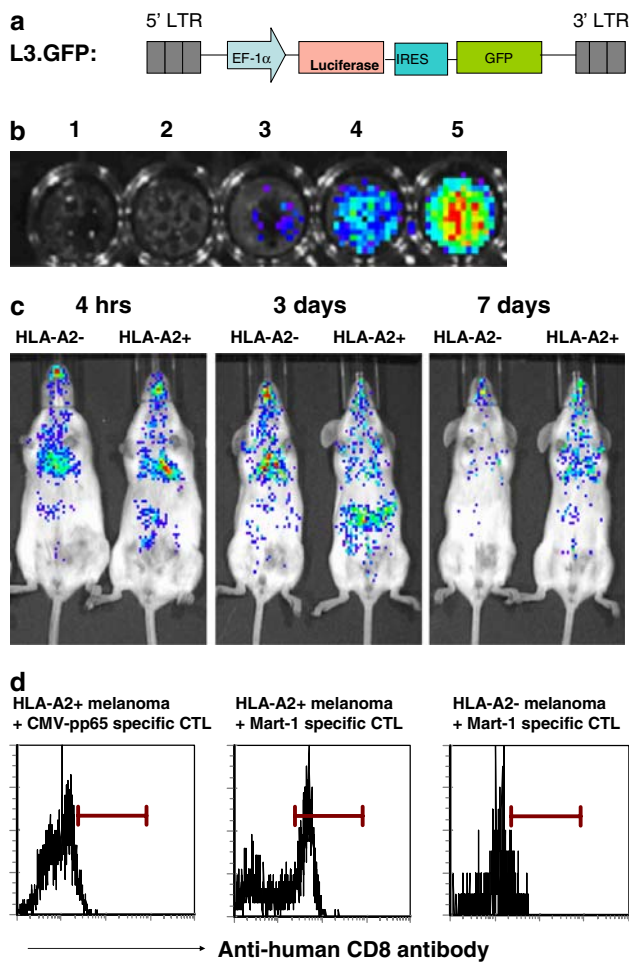 a
5' LTR
3' LTR
L3.GFP:
EF-1α
Luciferase
IRES
GFP
b
1 2 3 4 5
c
4 hrs
3 days
7 days
HLA-A2- HLA-A2+ HLA-A2- HLA-A2+ HLA-A2- HLA-A2+
d
HLA-A2+ melanoma
+ CMV-pp65 specific CTL
HLA-A2+ melanoma
+ Mart-1 specific CTL
HLA-A2- melanoma
+ Mart-1 specific CTL
Anti-human CD8 antibody